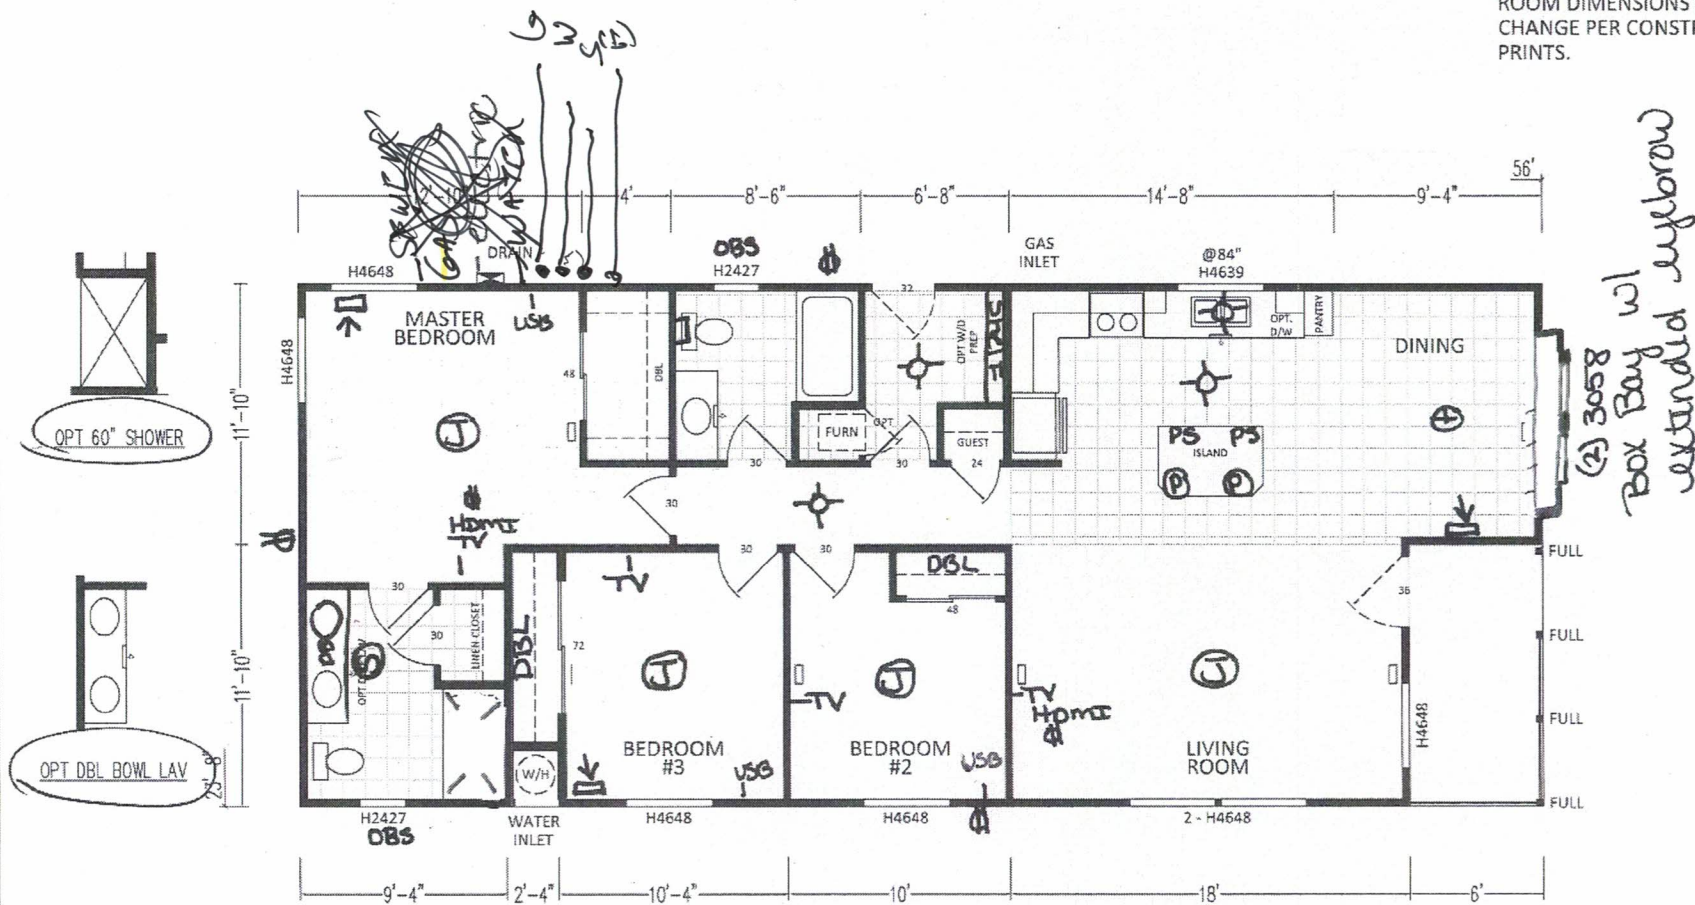 ROOM DIMENSIONS
CHANGE PER CONST
PRINTS.
56'
4'
8'-6"
6'-8"
14'-8"
9'-4"
DRAIN
OBS
GAS
INLET
@84"
H4648
H2427
H4639
32
MASTER
BEDROOM
USB
H4648
48
DBL
OPT W/D
PREP
OPT.
D/W
PANTRY
DINING
(2) 3058
Box Bay w/
extended eyebrow
11'-10"
OPT 60" SHOWER
J
FURN
OPT
GUEST
PS PS
ISLAND
P P
30
30
24
30
HDMI
TV
30
30
30
TV
DBL
48
FULL
36
30
LINEN CLOSET
DBL
72
S
J
J
J
FULL
TV
TV
HDMI
11'-10"
FULL
H4648
OPT DBL BOWL LAV
23'-8"
BEDROOM
#3
BEDROOM
#2
LIVING
ROOM
W/H
USB
USB
FULL
H2427
OBS
WATER
INLET
H4648
H4648
2 - H4648
9'-4"
2'-4"
10'-4"
10'
18'
6'